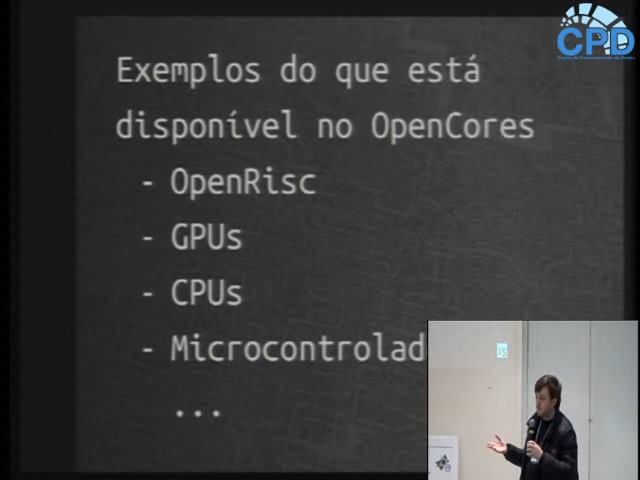 Exemplos do que está
disponível no OpenCores
- OpenRisc
- GPUs
- CPUs
- Microcontrolad
...
CPD